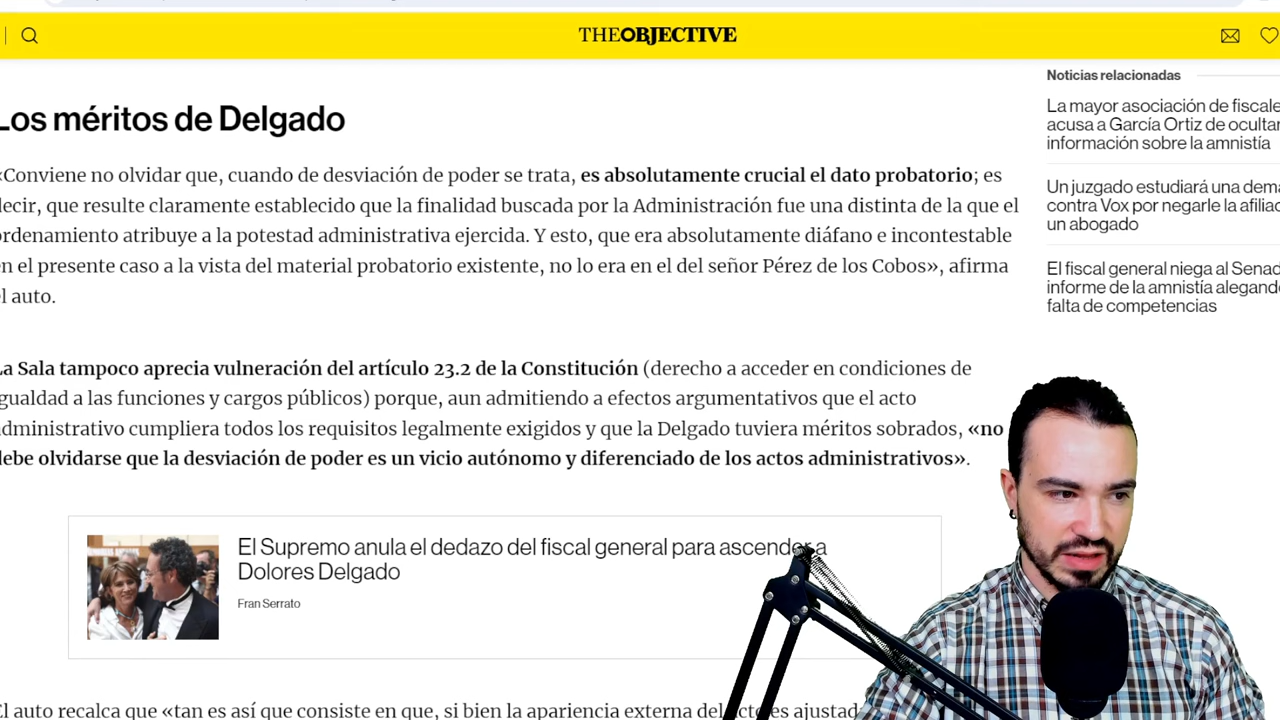 THEOBJECTIVE
Los méritos de Delgado
«Conviene no olvidar que, cuando de desviación de poder se trata, es absolutamente crucial el dato probatorio; es
decir, que resulte claramente establecido que la finalidad buscada por la Administración fue una distinta de la que el
ordenamiento atribuye a la potestad administrativa ejercida. Y esto, que era absolutamente diáfano e incontestable
en el presente caso a la vista del material probatorio existente, no lo era en el del señor Pérez de los Cobos», afirma
el auto.
La Sala tampoco aprecia vulneración del artículo 23.2 de la Constitución (derecho a acceder en condiciones de
igualdad a las funciones y cargos públicos) porque, aun admitiendo a efectos argumentativos que el acto
administrativo cumpliera todos los requisitos legalmente exigidos y que la Delgado tuviera méritos sobrados, «no
debe olvidarse que la desviación de poder es un vicio autónomo y diferenciado de los actos administrativos».
El Supremo anula el dedazo del fiscal general para ascender a
Dolores Delgado
Fran Serrato
El auto recalca que «tan es así que consiste en que, si bien la apariencia externa del
Noticias relacionadas
La mayor asociación de fiscale
acusa a García Ortiz de ocultar
información sobre la amnistía
Un juzgado estudiará una dema
contra Vox por negarle la afiliac
un abogado
El fiscal general niega al Senad
informe de la amnistía alegando
falta de competencias